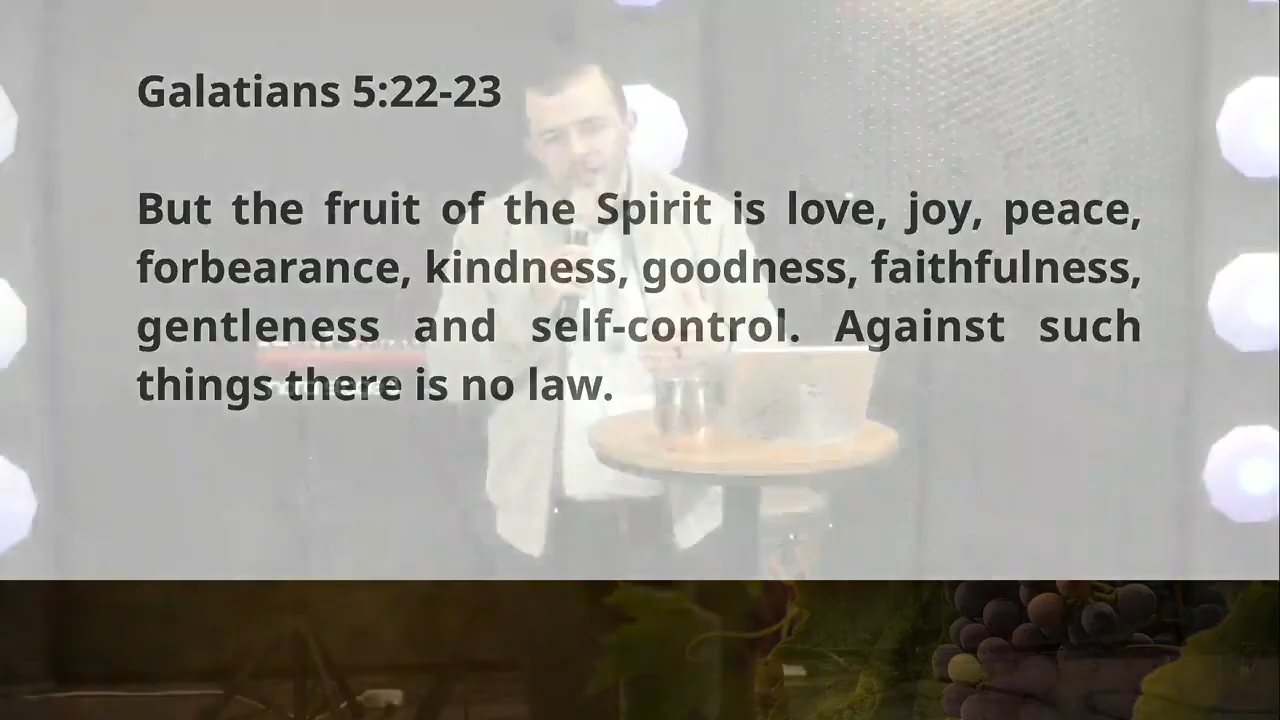 Galatians 5:22-23
But the fruit of the Spirit is love, joy, peace,
forbearance, kindness, goodness, faithfulness,
gentleness and self-control. Against such
things there is no law.